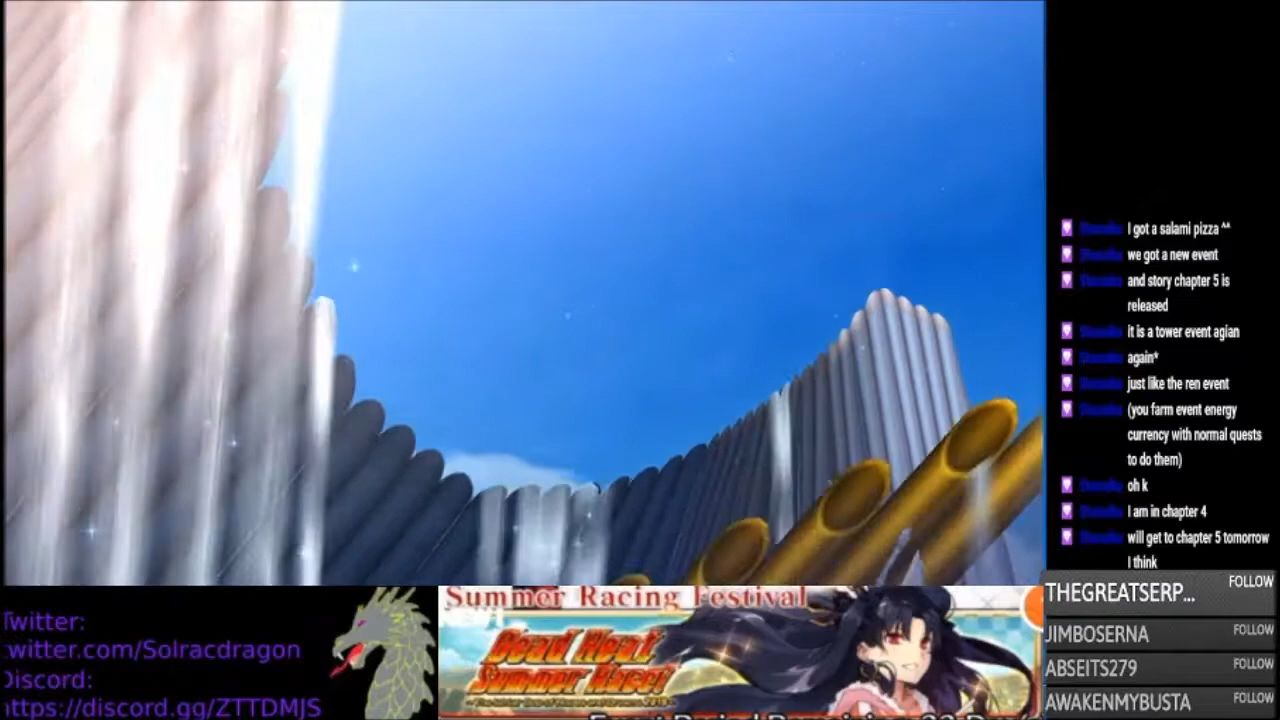 I got a salami pizza ^^
we got a new event
and story chapter 5 is
released
it is a tower event agian
again*
just like the ren event
(you farm event energy
currency with normal quests
to do them)
oh k
I am in chapter 4
will get to chapter 5 tomorrow
I think
THEGREATSERP... FOLLOW
JIMBOSERNA FOLLOW
ABSEITS279 FOLLOW
AWAKENMYBUSTA FOLLOW
Twitter:
twitter.com/Solracdragon
Discord:
https://discord.gg/ZTTDMJS
Summer Racing Festival
Dead Heat
Summer Race!